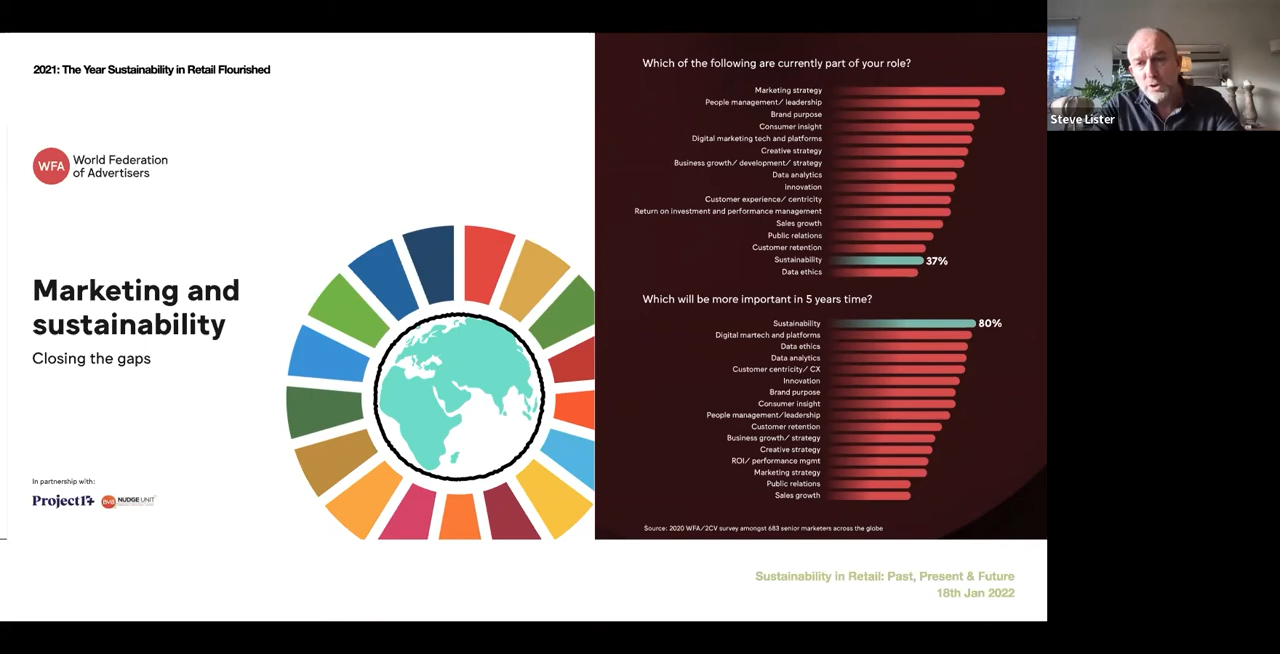 2021: The Year Sustainability in Retail Flourished
WFA
World Federation
of Advertisers
Marketing and
sustainability
Closing the gaps
In partnership with:
Project17
BVA NUDGE UNIT
Which of the following are currently part of your role?
Marketing strategy
People management/ leadership
Brand purpose
Consumer insight
Digital marketing tech and platforms
Creative strategy
Business growth/ development/ strategy
Data analytics
Innovation
Customer experience/ centricity
Return on investment and performance management
Sales growth
Public relations
Customer retention
Sustainability 37%
Data ethics
Which will be more important in 5 years time?
Sustainability 80%
Digital martech and platforms
Data ethics
Data analytics
Customer centricity/ CX
Innovation
Brand purpose
Consumer insight
People management/leadership
Customer retention
Business growth/ strategy
Creative strategy
ROI/ performance mgmt
Marketing strategy
Public relations
Sales growth
Source: 2020 WFA/2CV survey amongst 683 senior marketers across the globe
Sustainability in Retail: Past, Present & Future
18th Jan 2022
Steve Lister